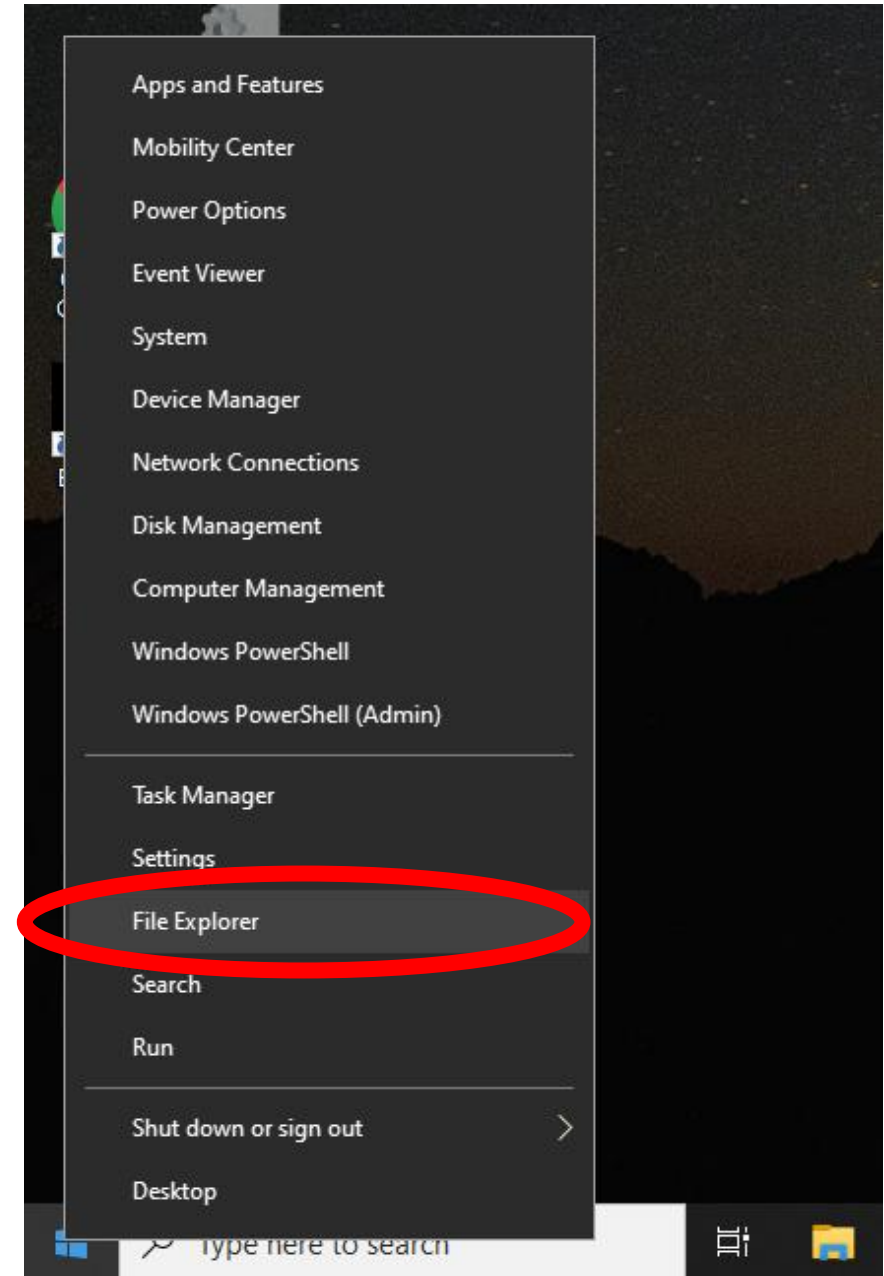 Apps and Features
Mobility Center
Power Options
Event Viewer
System
Device Manager
Network Connections
Disk Management
Computer Management
Windows PowerShell
Windows PowerShell (Admin)
Task Manager
Settings
File Explorer
Search
Run
Shut down or sign out
Desktop
Type here to search